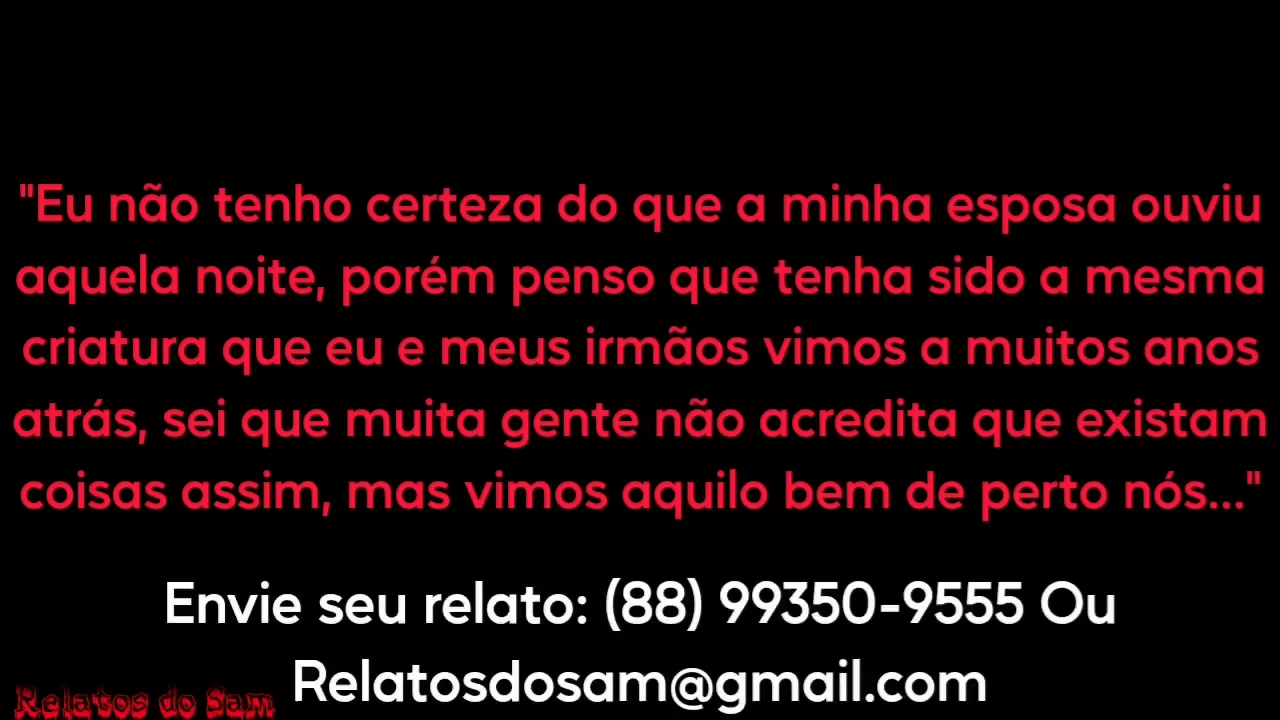 "Eu não tenho certeza do que a minha esposa ouviu
aquela noite, porém penso que tenha sido a mesma
criatura que eu e meus irmãos vimos a muitos anos
atrás, sei que muita gente não acredita que existam
coisas assim, mas vimos aquilo bem de perto nós..."
Envie seu relato: (88) 99350-9555 Ou
Relatosdosam@gmail.com
Relatos do Sam